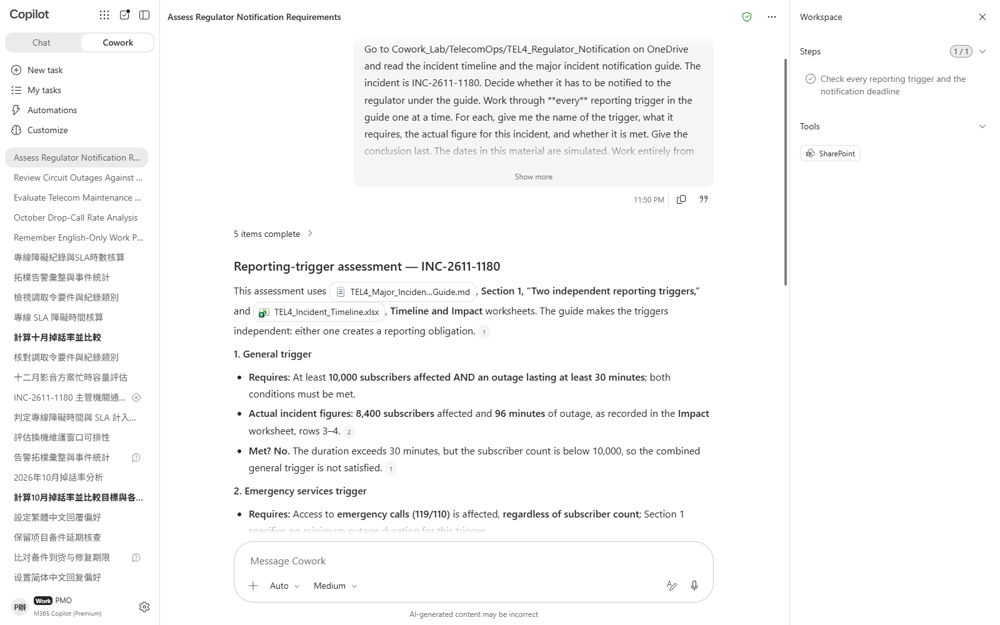 Copilot
Chat
Cowork
New task
My tasks
Automations
Customize
Assess Regulator Notification R...
Review Circuit Outages Against ...
Evaluate Telecom Maintenance ...
October Drop-Call Rate Analysis
Remember English-Only Work P...
專線障礙紀錄與SLA時數核算
拓樸告警彙整與事件統計
檢視調取令要件與紀錄類別
專線 SLA 障礙時間核算
計算十月掉話率並比較
核對調取令要件與紀錄類別
十二月影音方案忙時容量評估
INC-2611-1180 主管機關通...
判定專線障礙時間與 SLA 計入...
評估換機維護窗口可排性
告警拓樸彙整與事件統計
2026年10月掉話率分析
計算10月掉話率並比較目標與各...
設定繁體中文回覆偏好
保留项目备件延期核查
比对备件到货与修复期限
设置简体中文回复偏好
P辦
Work PMO
M365 Copilot (Premium)
Assess Regulator Notification Requirements
Go to Cowork_Lab/TelecomOps/TEL4_Regulator_Notification on OneDrive
and read the incident timeline and the major incident notification guide. The
incident is INC-2611-1180. Decide whether it has to be notified to the
regulator under the guide. Work through **every** reporting trigger in the
guide one at a time. For each, give me the name of the trigger, what it
requires, the actual figure for this incident, and whether it is met. Give the
conclusion last. The dates in this material are simulated. Work entirely from
Show more
11:50 PM
5 items complete
Reporting-trigger assessment — INC-2611-1180
This assessment uses TEL4_Major_Inciden...Guide.md, Section 1, “Two independent reporting triggers,”
and TEL4_Incident_Timeline.xlsx, Timeline and Impact worksheets. The guide makes the triggers
independent: either one creates a reporting obligation. 1
1. General trigger
• Requires: At least 10,000 subscribers affected AND an outage lasting at least 30 minutes; both
conditions must be met.
• Actual incident figures: 8,400 subscribers affected and 96 minutes of outage, as recorded in the Impact
worksheet, rows 3–4. 2
• Met? No. The duration exceeds 30 minutes, but the subscriber count is below 10,000, so the combined
general trigger is not satisfied. 1
2. Emergency services trigger
• Requires: Access to emergency calls (119/110) is affected, regardless of subscriber count; Section 1
specifies no minimum outage duration for this trigger.
Message Cowork
Auto
Medium
AI-generated content may be incorrect
Workspace
Steps
1 / 1
Check every reporting trigger and the
notification deadline
Tools
SharePoint